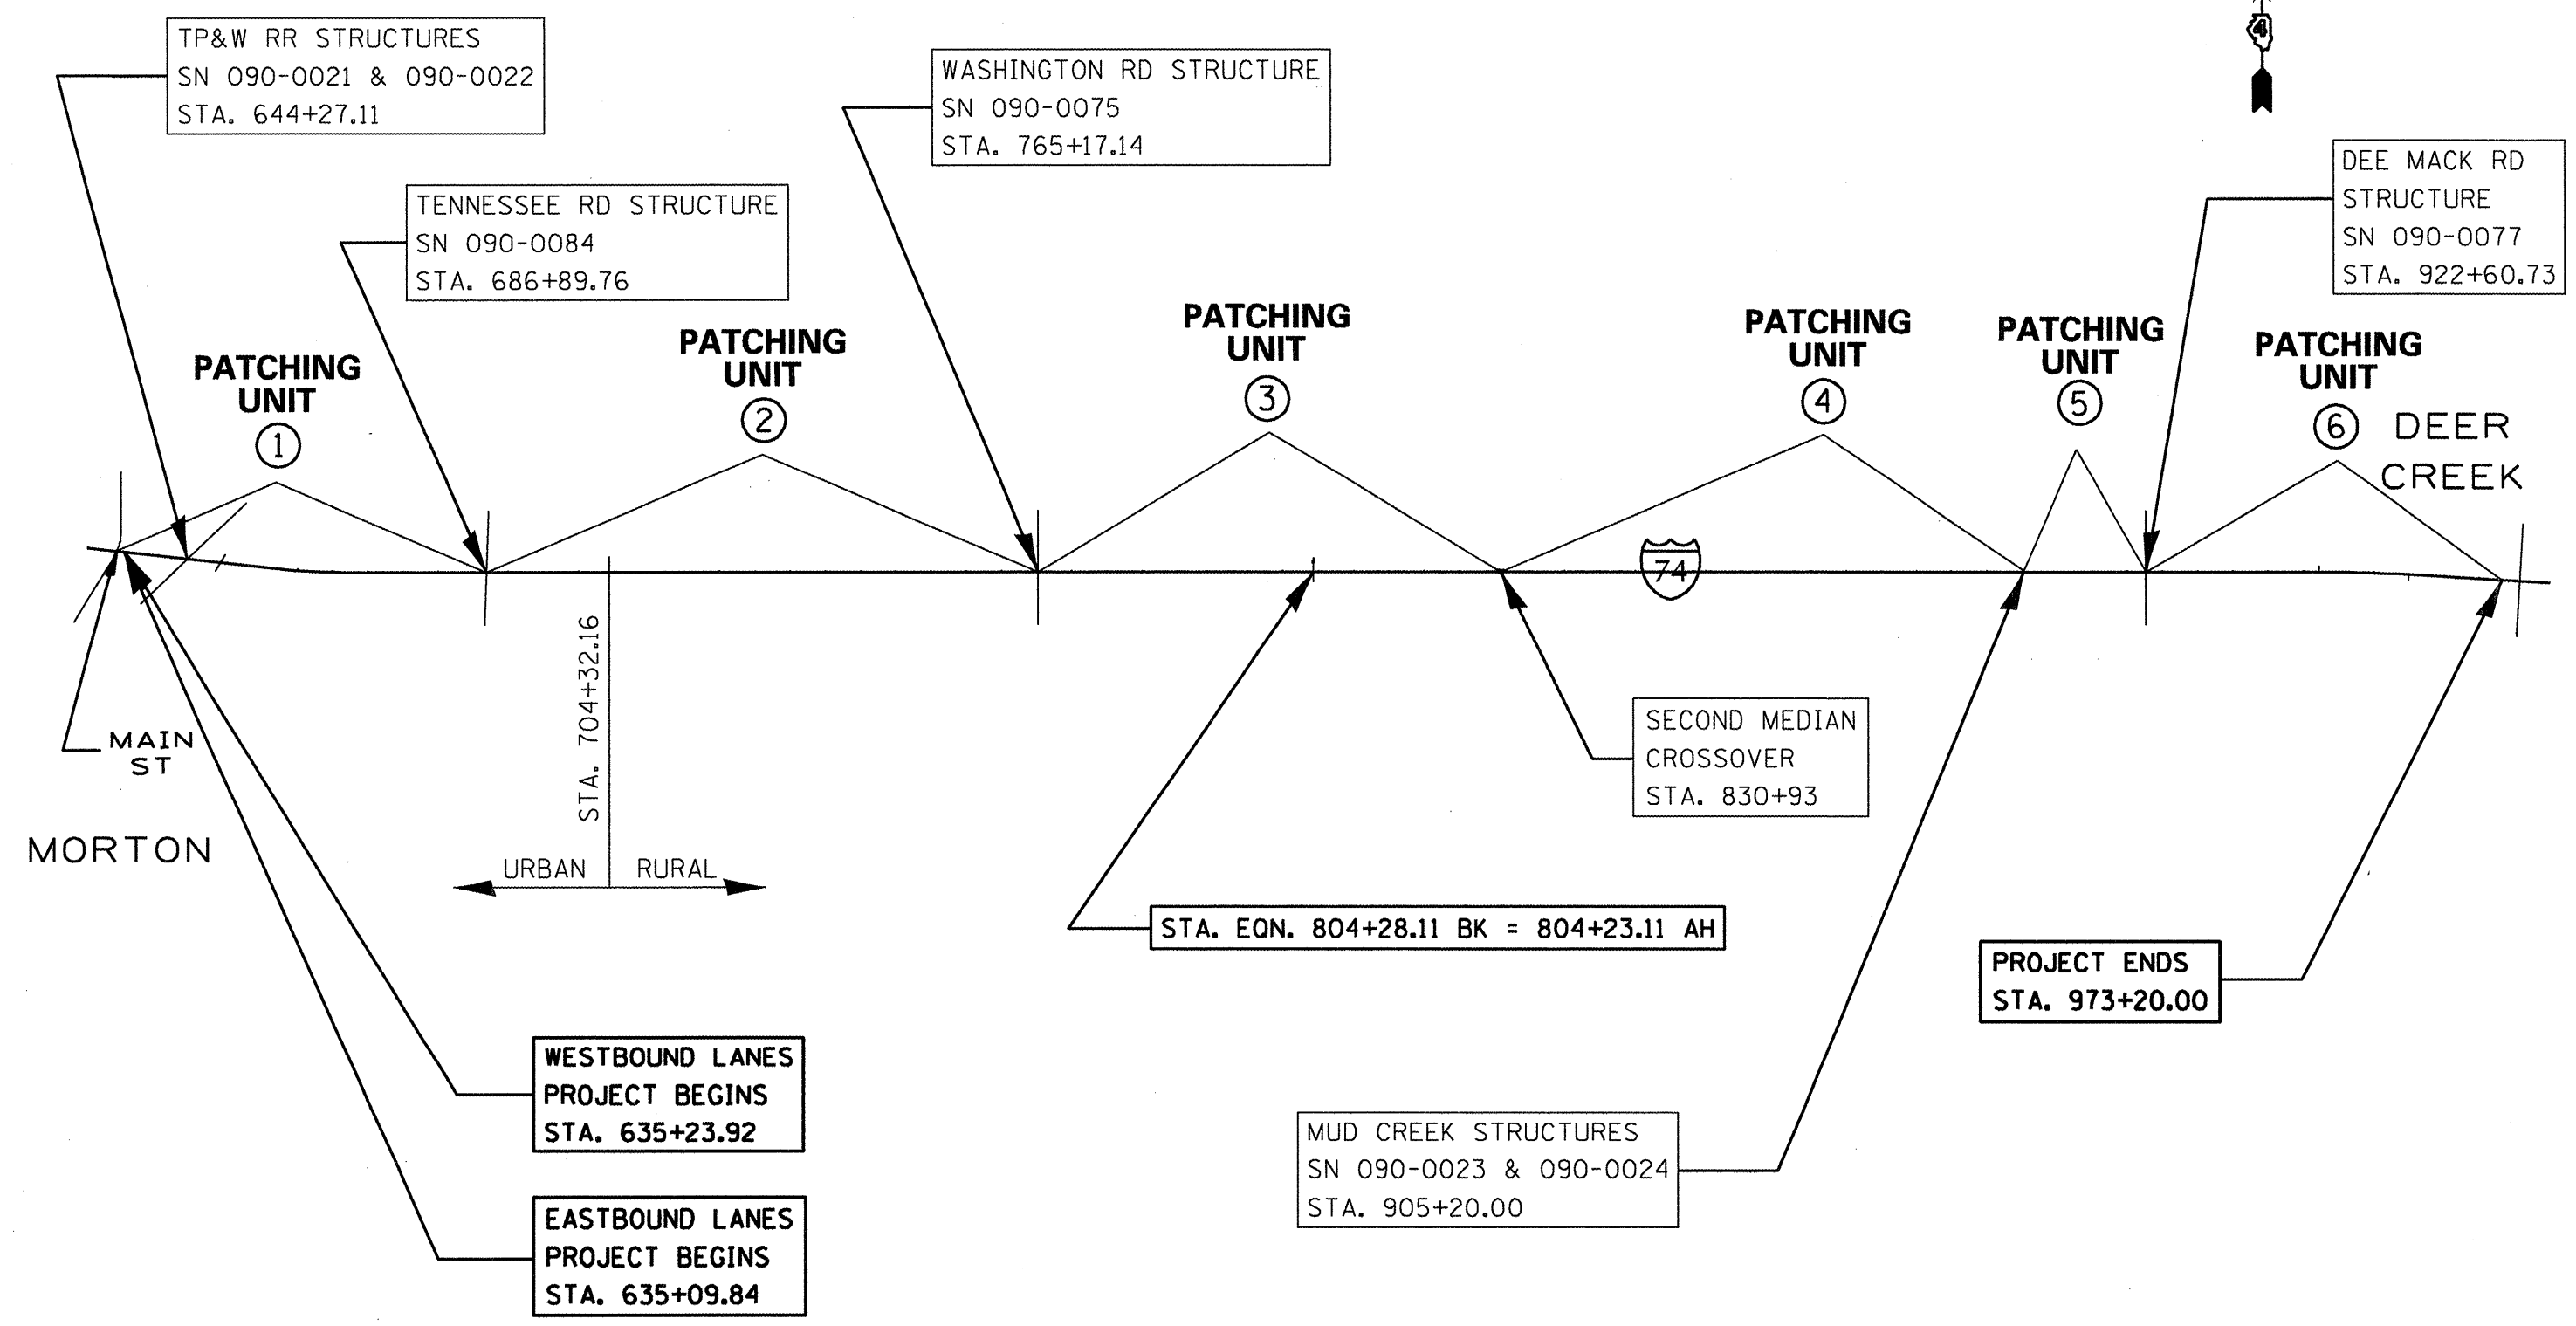 TP&W RR STRUCTURES
SN 090-0021 & 090-0022
STA. 644+27.11
WASHINGTON RD STRUCTURE
SN 090-0075
STA. 765+17.14
4
DEE MACK RD
STRUCTURE
SN 090-0077
STA. 922+60.73
TENNESSEE RD STRUCTURE
SN 090-0084
STA. 686+89.76
PATCHING
UNIT
1
PATCHING
UNIT
2
PATCHING
UNIT
3
PATCHING
UNIT
4
PATCHING
UNIT
5
PATCHING
UNIT
6
DEER
CREEK
74
MAIN
ST
MORTON
STA. 704+32.16
URBAN
RURAL
SECOND MEDIAN
CROSSOVER
STA. 830+93
STA. EQN. 804+28.11 BK = 804+23.11 AH
PROJECT ENDS
STA. 973+20.00
WESTBOUND LANES
PROJECT BEGINS
STA. 635+23.92
MUD CREEK STRUCTURES
SN 090-0023 & 090-0024
STA. 905+20.00
EASTBOUND LANES
PROJECT BEGINS
STA. 635+09.84